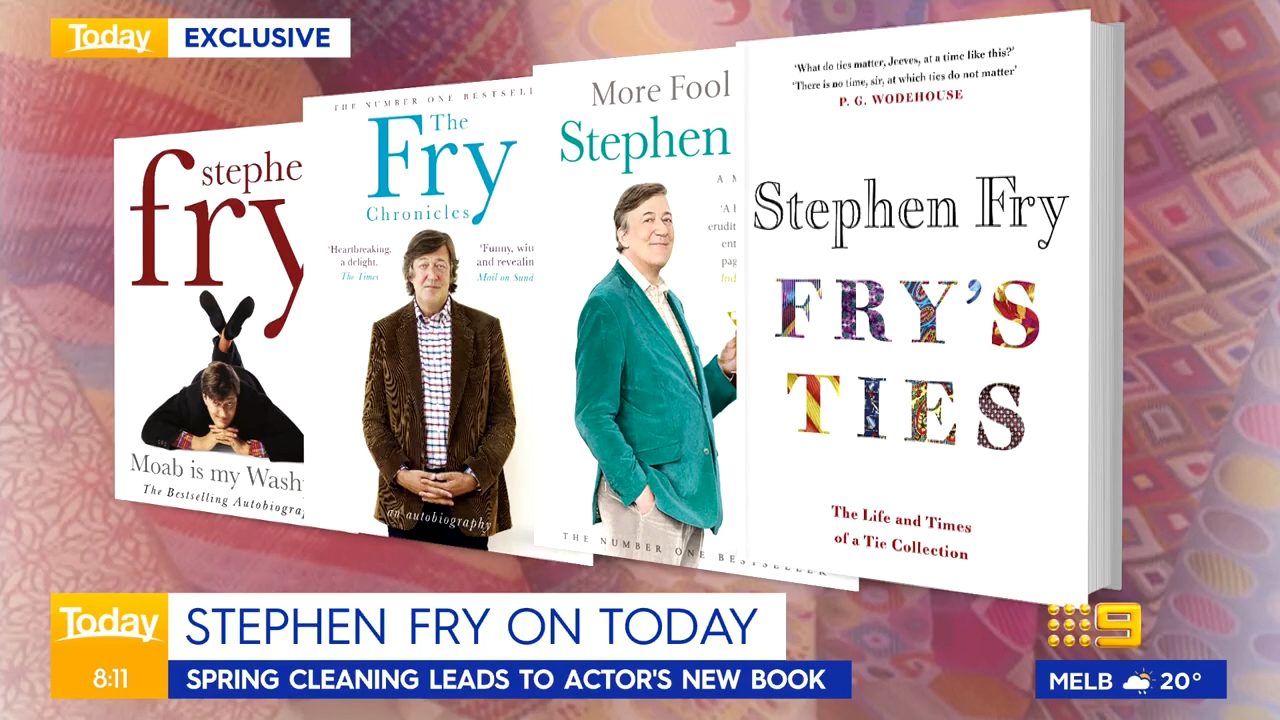 Today EXCLUSIVE
stephe
fry
Moab is my Wash
The Bestselling Autobiogra
THE NUMBER ONE BESTSELL
The
Fry
Chronicles
'Heartbreaking,
a delight.
The Times
'Funny, wit
and revealin
Mail on Sund
an autobiography
More Fool
Stephen
A M
'A
erudit
ent
pag
Ind
THE NUMBER ONE BESTSELLER
'What do ties matter, Jeeves, at a time like this?'
'There is no time, sir, at which ties do not matter'
P. G. WODEHOUSE
Stephen Fry
FRY'S
TIES
The Life and Times
of a Tie Collection
Today
8:11
STEPHEN FRY ON TODAY
SPRING CLEANING LEADS TO ACTOR'S NEW BOOK
9
MELB 20°